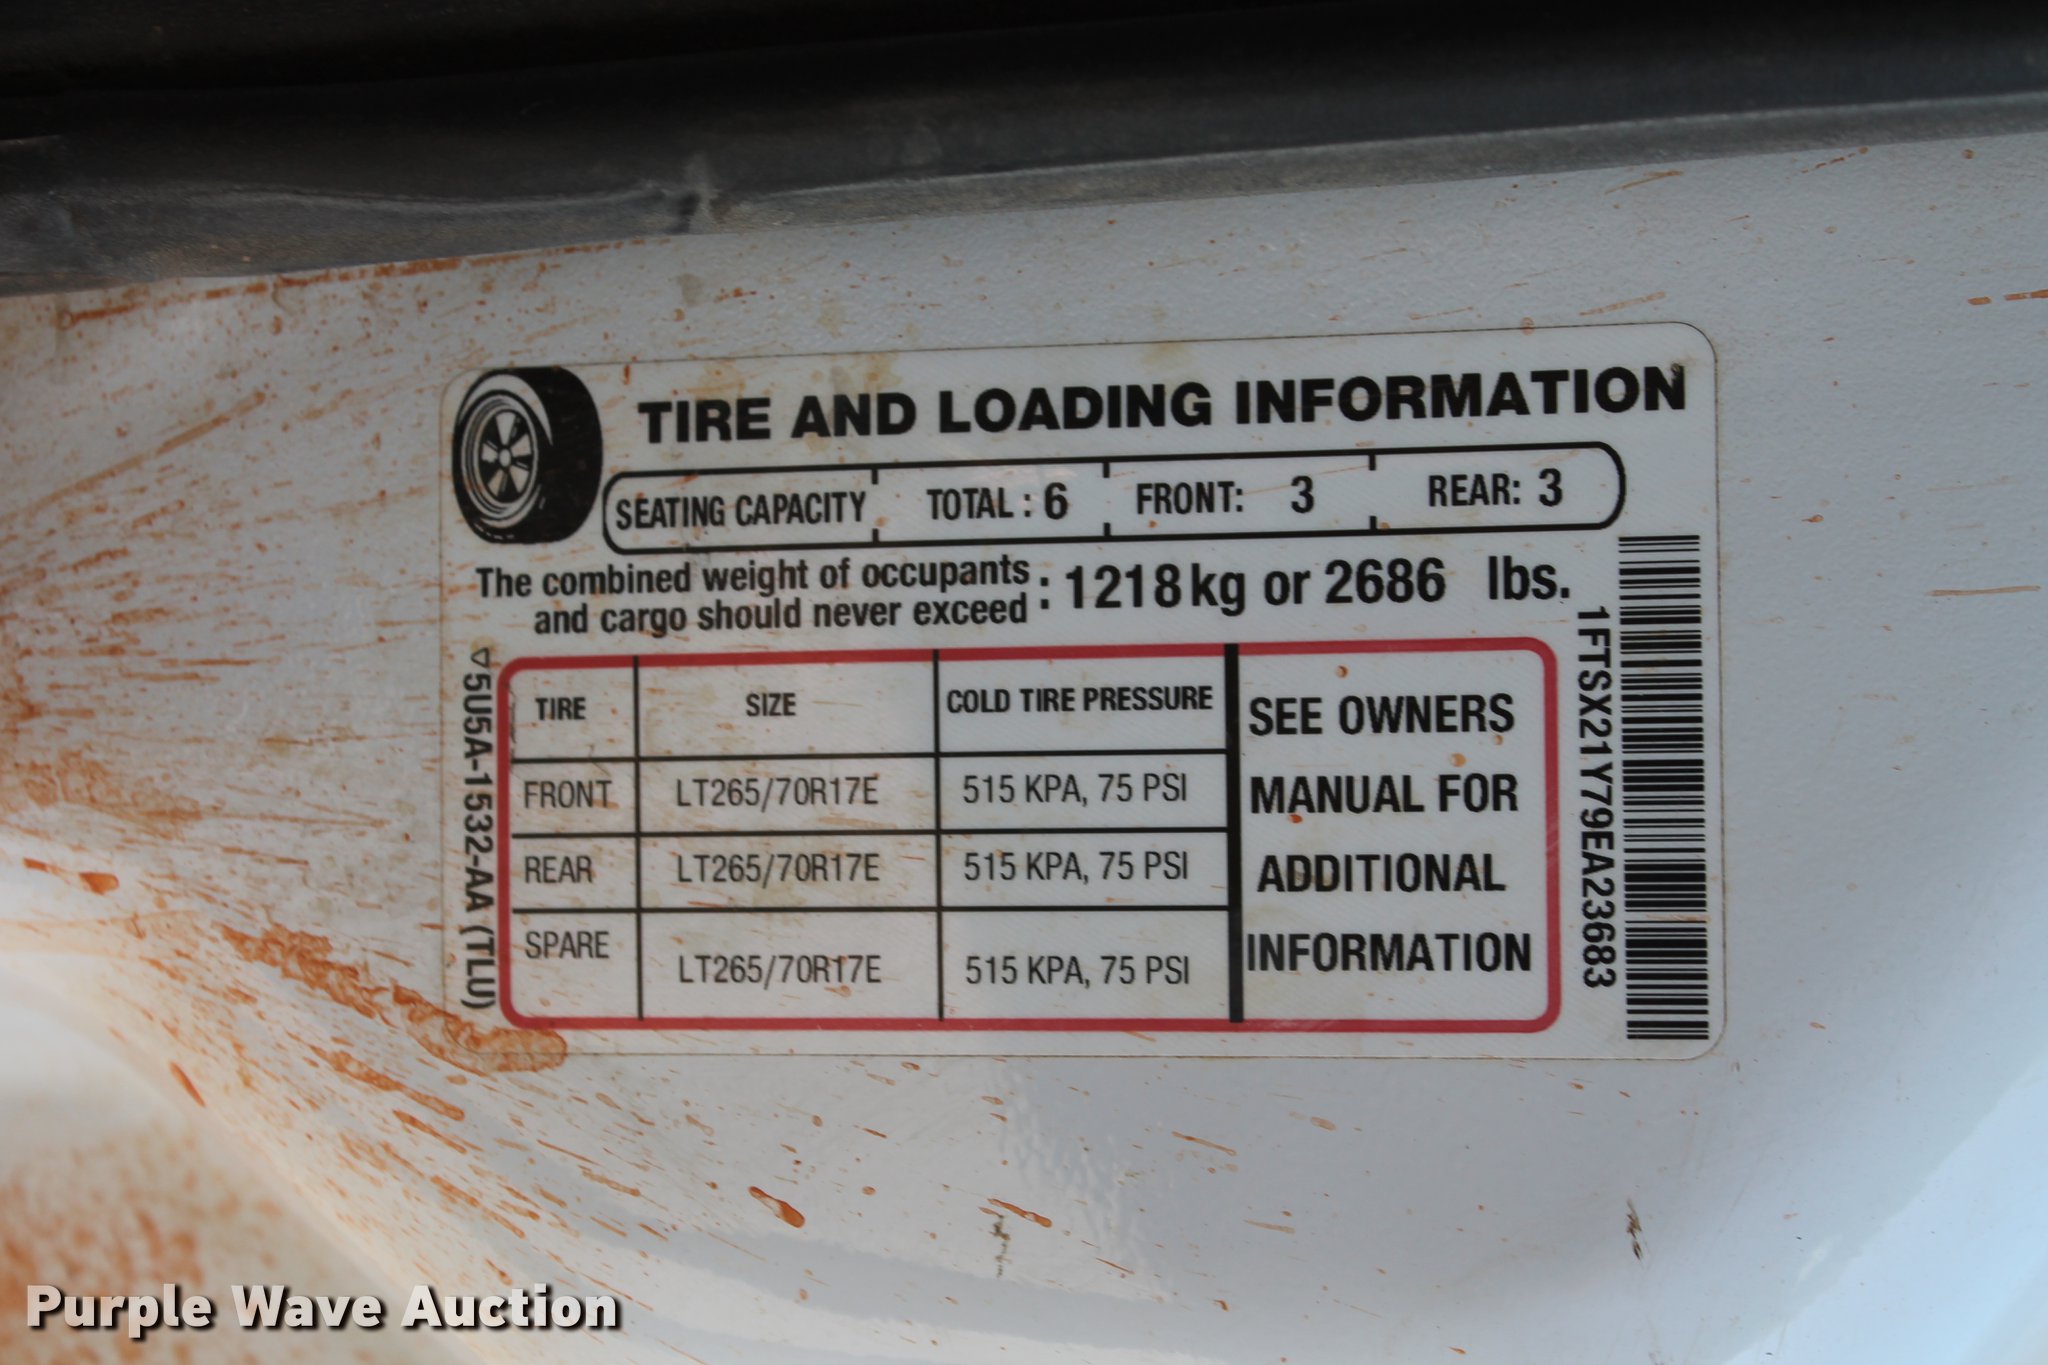 TIRE AND LOADING INFORMATION
SEATING CAPACITY TOTAL : 6 FRONT: 3 REAR: 3
The combined weight of occupants
and cargo should never exceed : 1218 kg or 2686 lbs.
TIRE SIZE COLD TIRE PRESSURE
FRONT LT265/70R17E 515 KPA, 75 PSI
REAR LT265/70R17E 515 KPA, 75 PSI
SPARE LT265/70R17E 515 KPA, 75 PSI
SEE OWNERS
MANUAL FOR
ADDITIONAL
INFORMATION
5U5A-1532-AA (TLU)
1FTSX21Y79EA23683
Purple Wave Auction